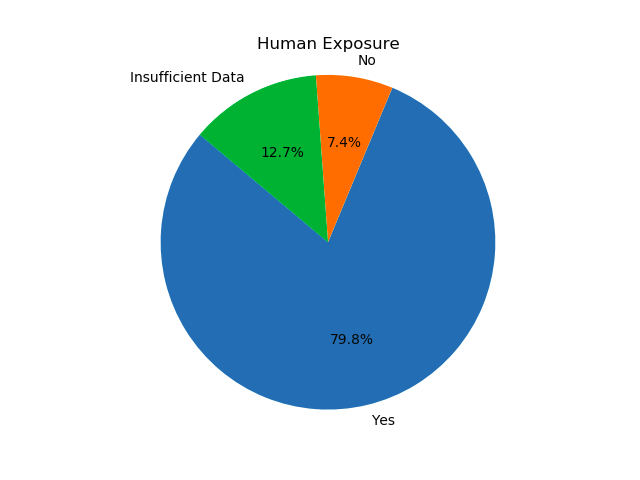 Human Exposure
No
Insufficient Data
7.4%
12.7%
79.8%
Yes